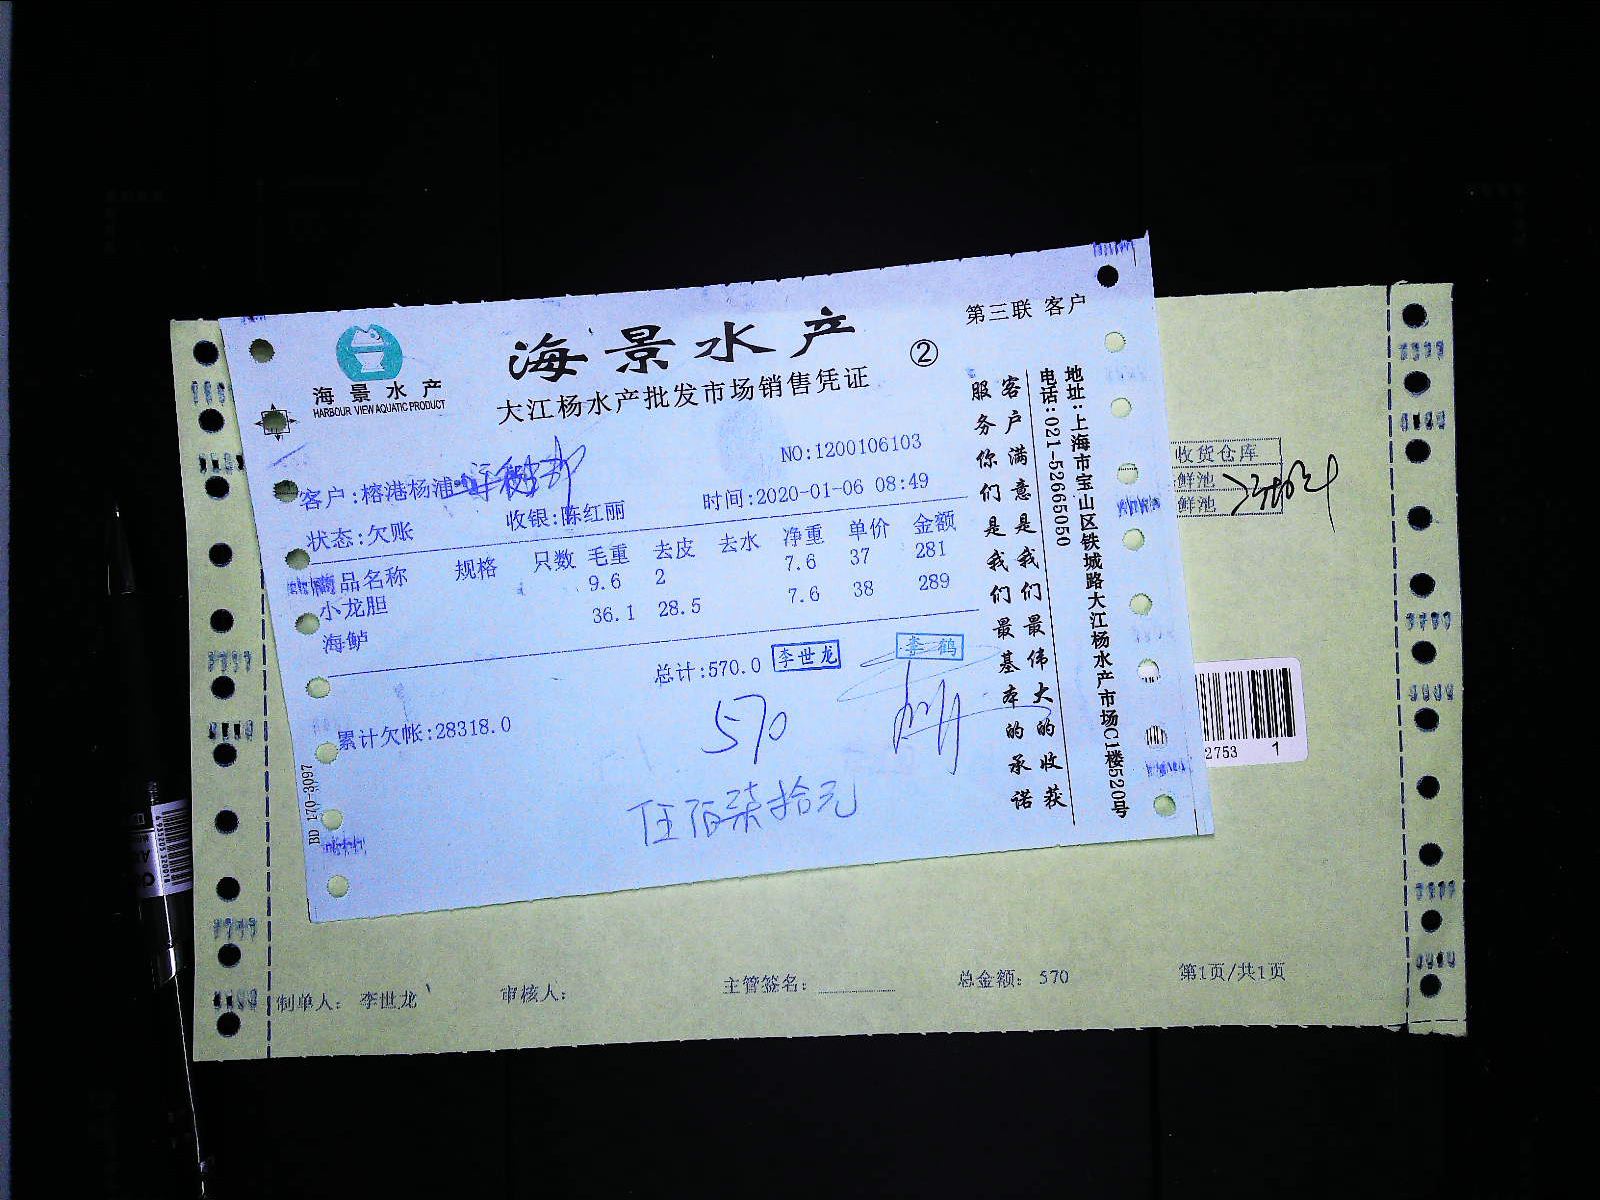 第三联 客户
海景水产
HARBOUR VIEW AQUATIC PRODUCT
海景水产
②
大江杨水产批发市场销售凭证
NO:1200106103
客户:榕港杨浦
时间:2020-01-06 08:49
状态:欠账
收银:陈红丽
商品名称 规格 只数 毛重 去皮 去水 净重 单价 金额
小龙胆 9.6 2 7.6 37 281
海鲈 36.1 28.5 7.6 38 289
总计:570.0
李世龙
李鹤
累计欠帐:28318.0
570
伍佰柒拾元
BD 170-3097
客户满意是我们最伟大的收获
服务你们是我们最基本的承诺
地址:上海市宝山区铁城路大江杨水产市场C1楼520号
电话:021-52665050
收货仓库
鲜池
鲜池
2753 1
制单人: 李世龙
审核人:
主管签名:
总金额: 570
第1页/共1页